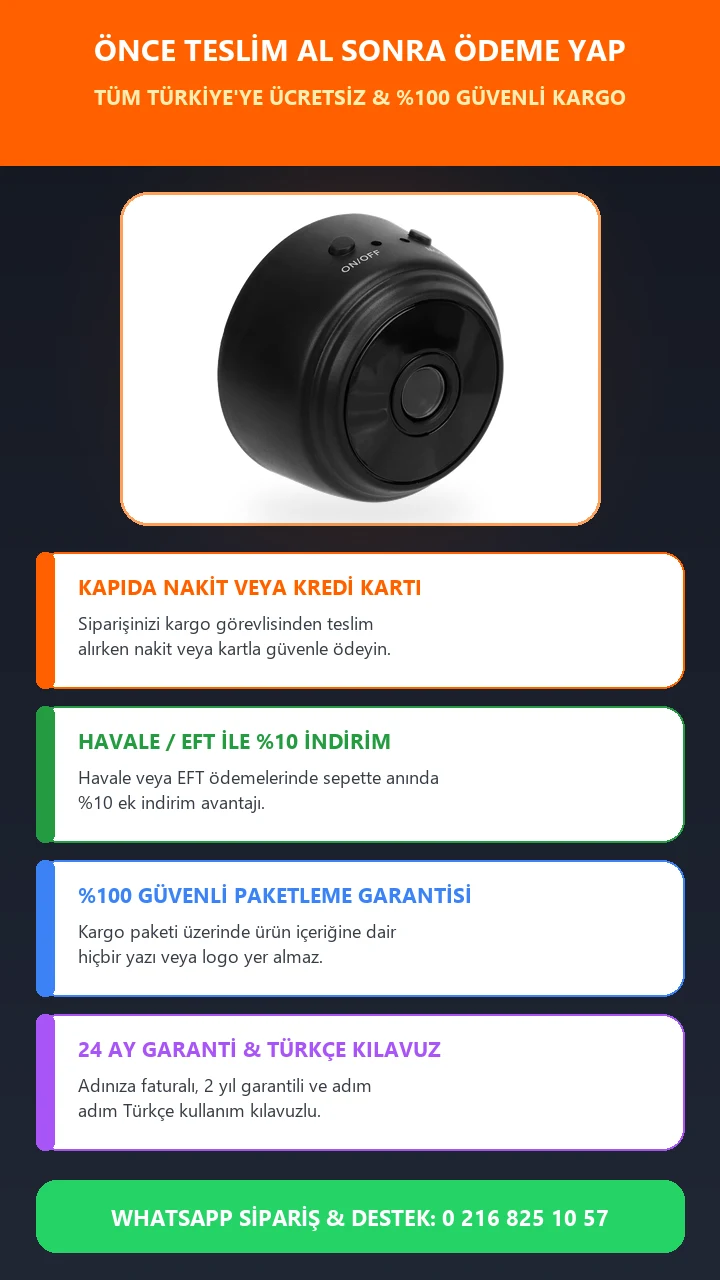 ÖNCE TESLİM AL SONRA ÖDEME YAP
TÜM TÜRKİYE'YE ÜCRETSİZ & %100 GÜVENLİ KARGO
ON/OFF
KAPIDA NAKİT VEYA KREDİ KARTI
Siparişinizi kargo görevlisinden teslim
alırken nakit veya kartla güvenle ödeyin.
HAVALE / EFT İLE %10 İNDİRİM
Havale veya EFT ödemelerinde sepette anında
%10 ek indirim avantajı.
%100 GÜVENLİ PAKETLEME GARANTİSİ
Kargo paketi üzerinde ürün içeriğine dair
hiçbir yazı veya logo yer almaz.
24 AY GARANTİ & TÜRKÇE KILAVUZ
Adınıza faturalı, 2 yıl garantili ve adım
adım Türkçe kullanım kılavuzlu.
WHATSAPP SİPARİŞ & DESTEK: 0 216 825 10 57